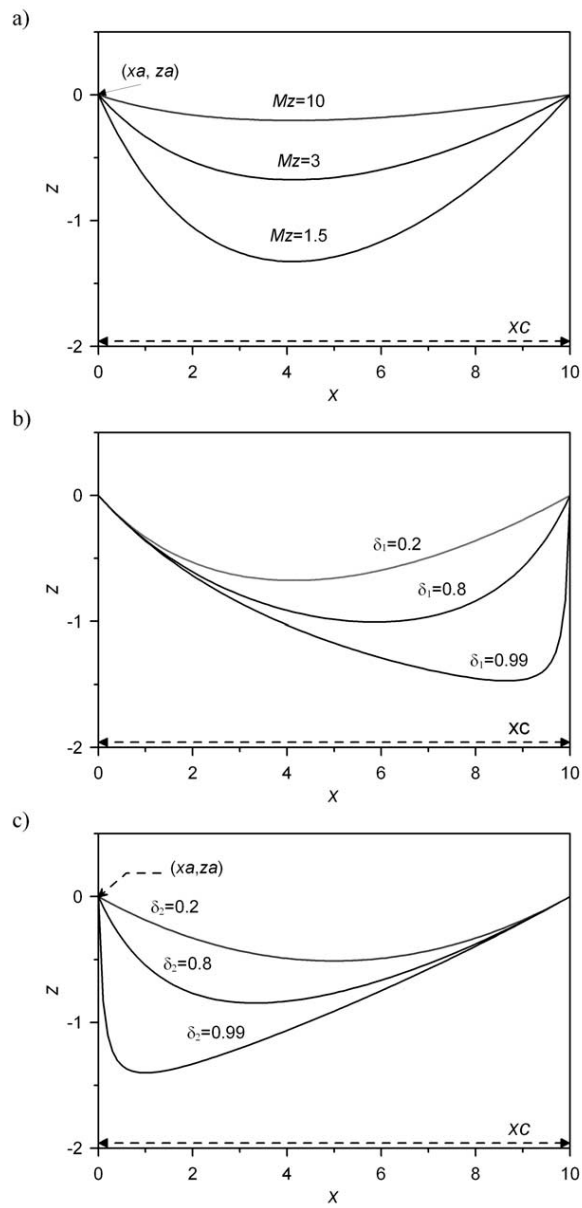 a)
(xa, za)
0
Mz=10
Mz=3
z
-1
Mz=1.5
xc
-2
0 2 4 6 8 10
x
b)
0
δ1=0.2
z
δ1=0.8
-1
δ1=0.99
xc
-2
0 2 4 6 8 10
x
c)
(xa,za)
0
δ2=0.2
δ2=0.8
z
-1
δ2=0.99
xc
-2
0 2 4 6 8 10
x